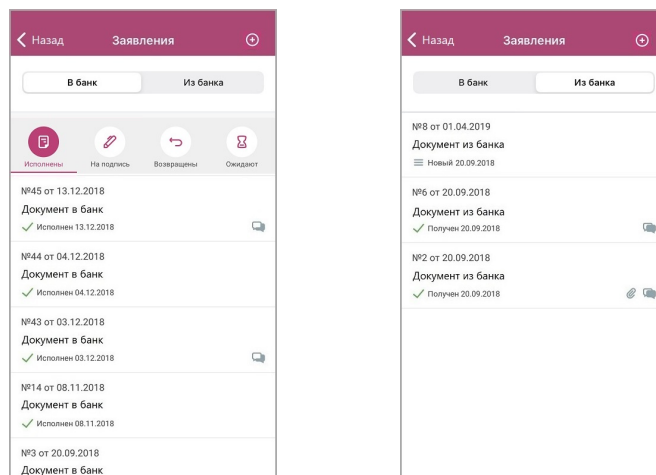 Назад Заявления
В банк Из банка
Исполнены На подпись Возвращены Ожидают
№45 от 13.12.2018
Документ в банк
Исполнен 13.12.2018
№44 от 04.12.2018
Документ в банк
Исполнен 04.12.2018
№43 от 03.12.2018
Документ в банк
Исполнен 03.12.2018
№14 от 08.11.2018
Документ в банк
Исполнен 08.11.2018
№3 от 20.09.2018
Документ в банк
Назад Заявления
В банк Из банка
№8 от 01.04.2019
Документ из банка
Новый 20.09.2018
№6 от 20.09.2018
Документ из банка
Получен 20.09.2018
№2 от 20.09.2018
Документ из банка
Получен 20.09.2018